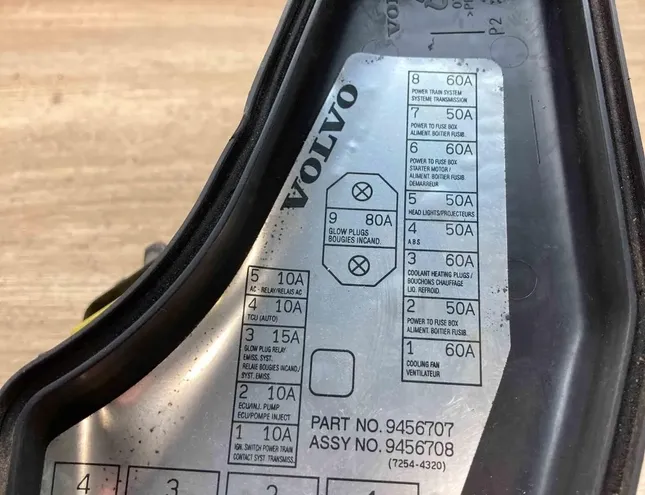 VOLVO
P2
VOLVO
8 60A
POWER TRAIN SYSTEM
SYSTEME TRANSMISSION
7 50A
POWER TO FUSE BOX
ALIMENT. BOITIER FUSIB.
6 60A
POWER TO FUSE BOX
STARTER MOTOR /
ALIMENT. BOITIER FUSIB.
DEMARREUR
5 50A
HEAD LIGHTS/PROJECTEURS
4 50A
A.B.S
3 60A
COOLANT HEATING PLUGS /
BOUCHONS CHAUFFAGE
LIQ. REFROID.
2 50A
POWER TO FUSE BOX
ALIMENT. BOITIER FUSIB.
1 60A
COOLING FAN
VENTILATEUR
9 80A
GLOW PLUGS
BOUGIES INCAND.
5 10A
AC - RELAY/RELAIS AC
4 10A
TCU (AUTO)
3 15A
GLOW PLUG RELAY
EMISS. SYST.
RELAIE BOUGIES INCAND./
SYST. EMISS.
2 10A
ECU/INJ. PUMP
ECU/POMPE INJECT
1 10A
IGN. SWITCH POWER TRAIN
CONTACT SYST. TRANSMISS.
PART NO. 9456707
ASSY NO. 9456708
(7254-4320)
4 3 2 1